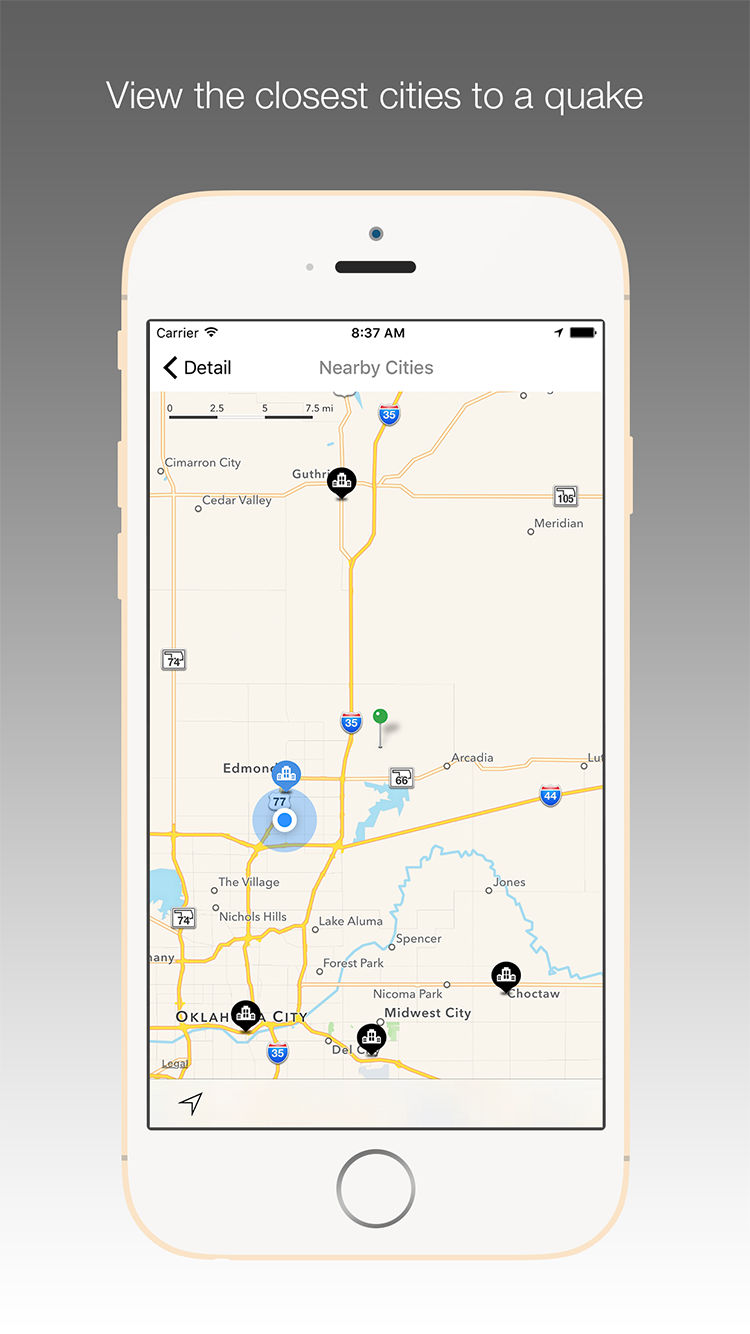 View the closest cities to a quake
Carrier
8:37 AM
Detail
Nearby Cities
0 2.5 5 7.5 mi
35
Cimarron City
Guthri
Cedar Valley
105
Meridian
74
35
Edmond
Arcadia
Lut
66
77
44
The Village
Jones
74
Nichols Hills
Lake Aluma
Spencer
hany
Forest Park
Nicoma Park
Choctaw
OKLAH A CITY
Midwest City
Del C
35
Legal